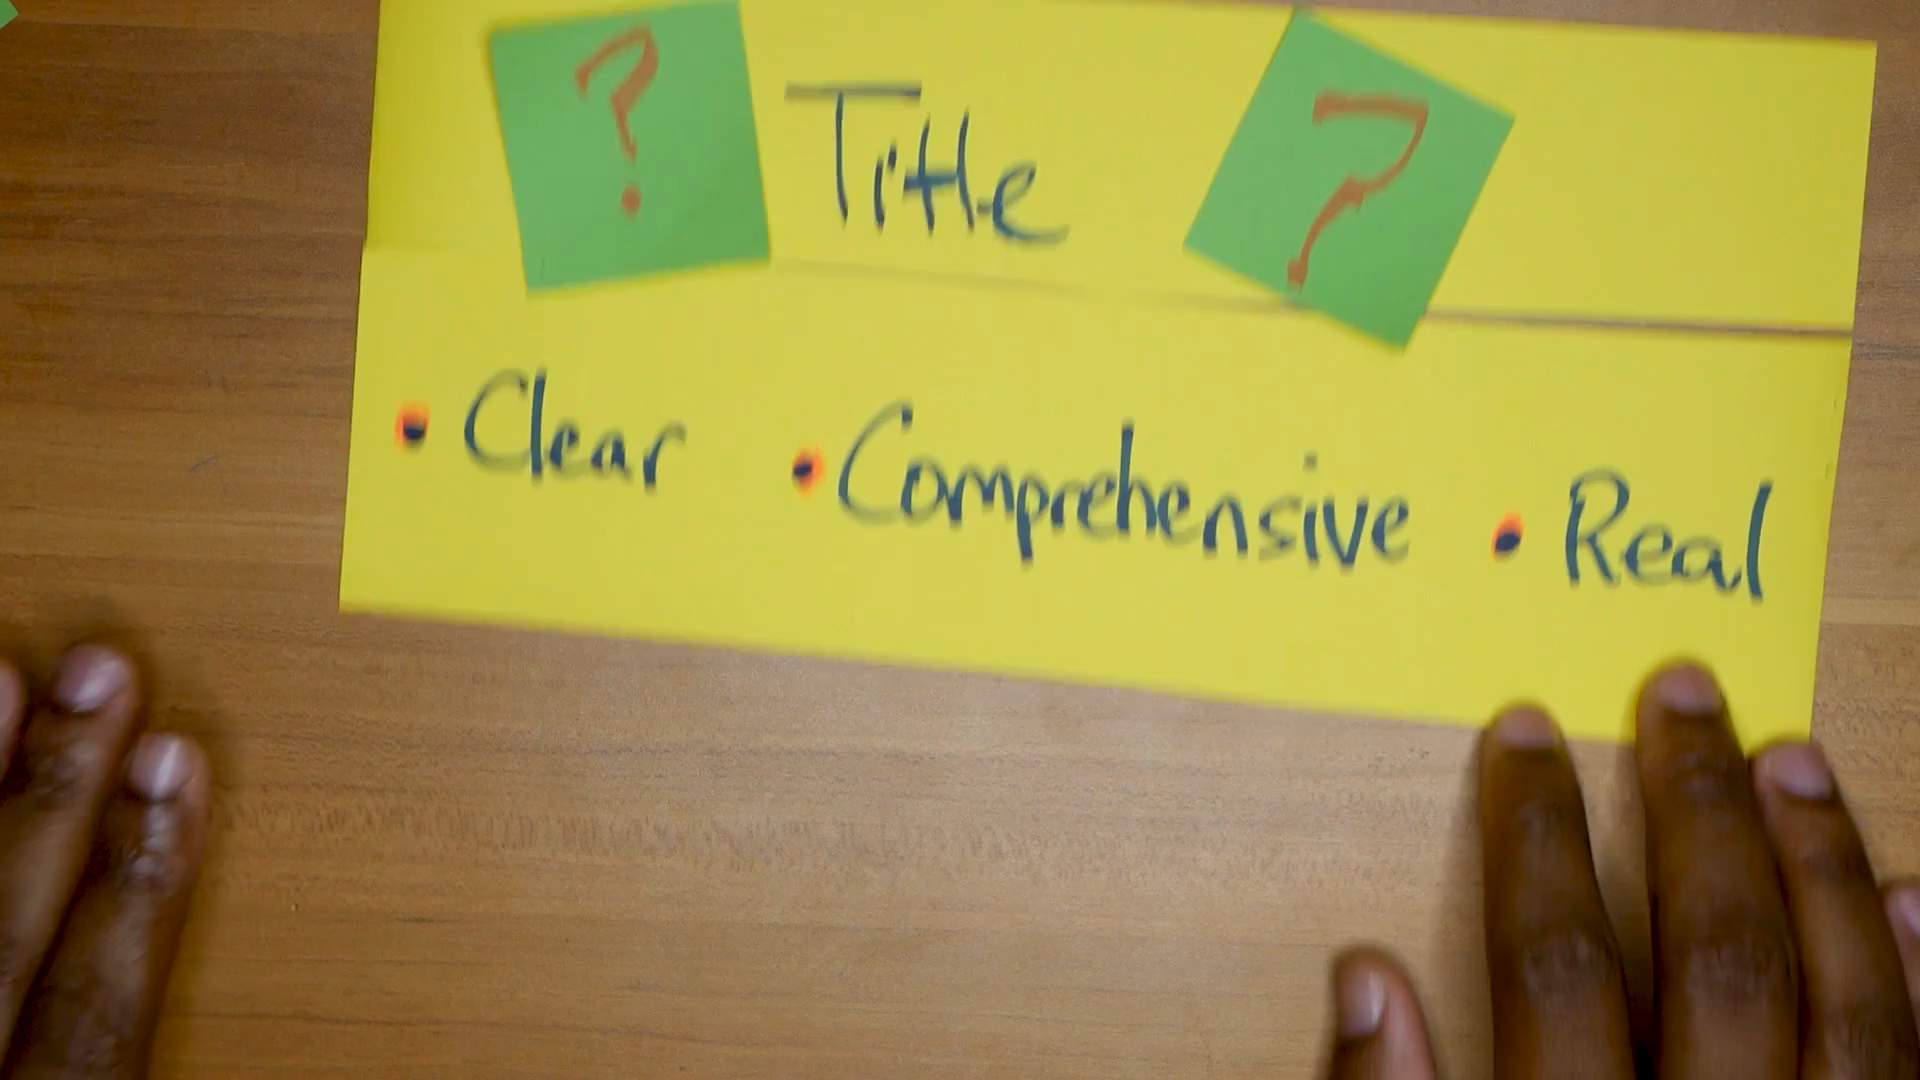 ? Title ?
• Clear • Comprehensive • Real